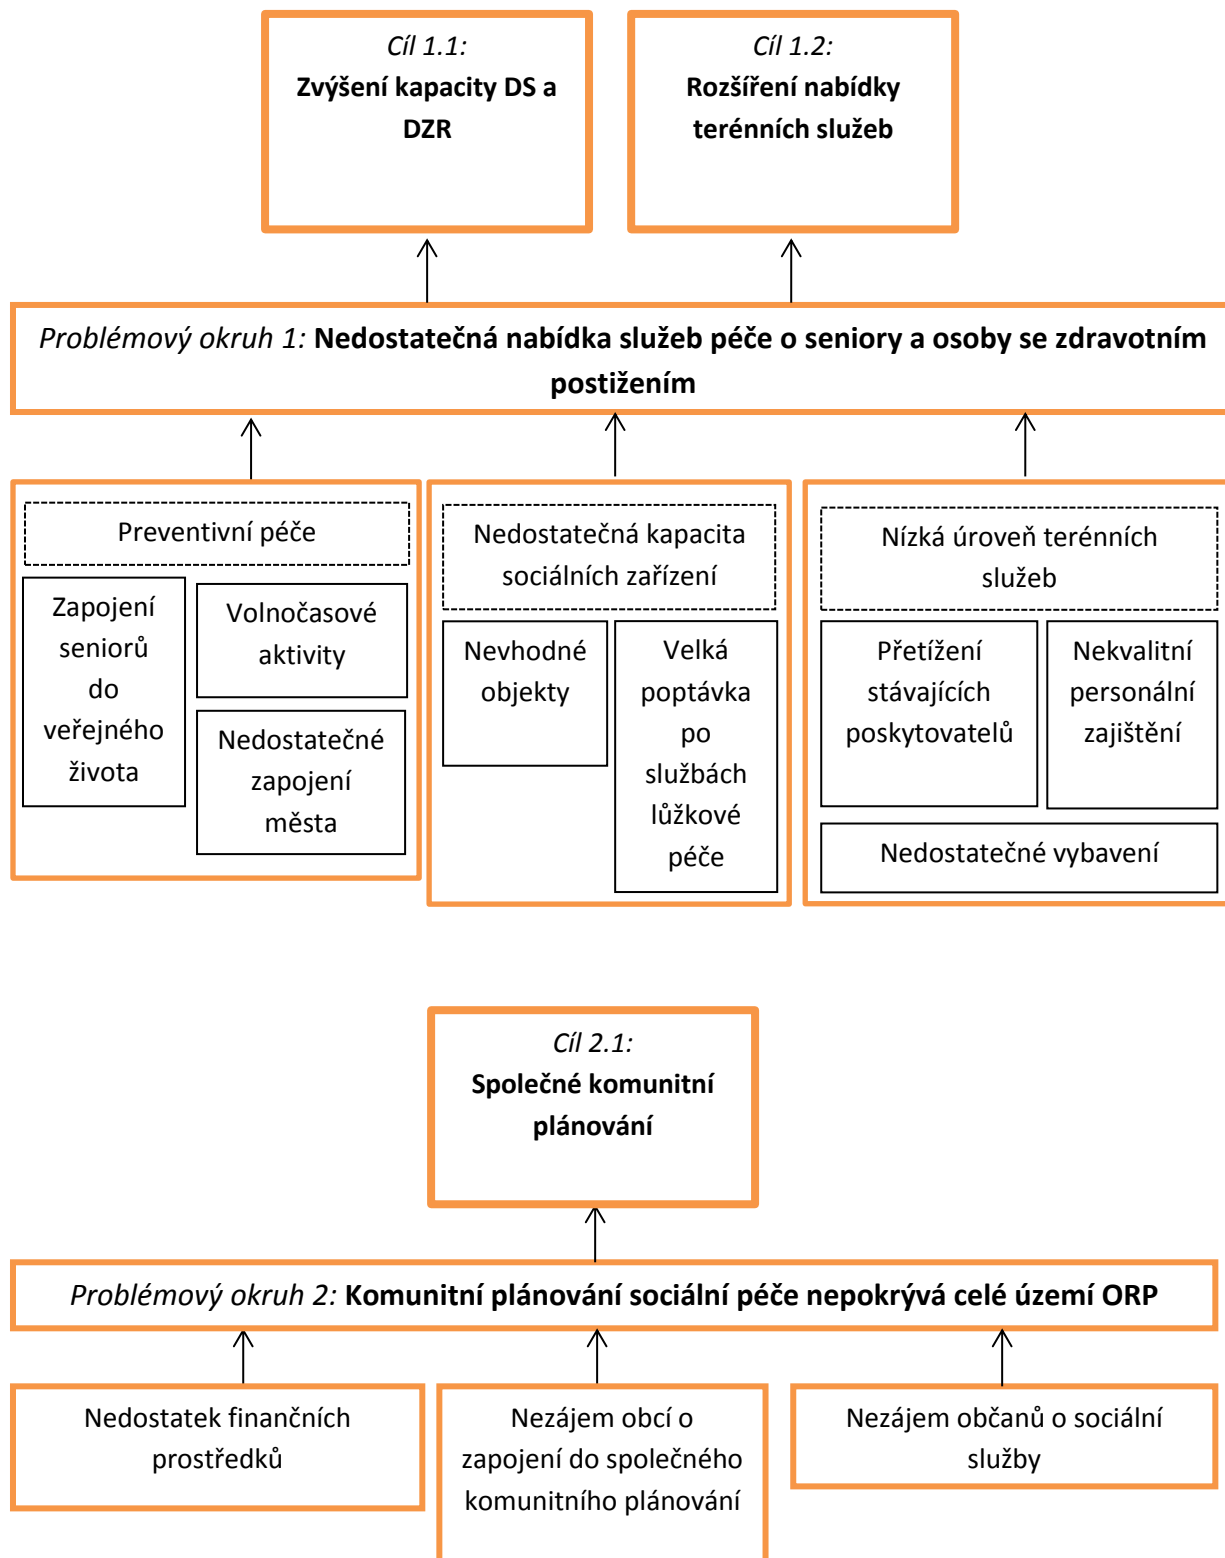 Cíl 1.1:
Zvýšení kapacity DS a
DZR
Cíl 1.2:
Rozšíření nabídky
terénních služeb
Problémový okruh 1: Nedostatečná nabídka služeb péče o seniory a osoby se zdravotním
postižením
Preventivní péče
Zapojení
seniorů
do
veřejného
života
Volnočasové
aktivity
Nedostatečné
zapojení
města
Nedostatečná kapacita
sociálních zařízení
Nevhodné
objekty
Velká
poptávka
po
službách
lůžkové
péče
Nízká úroveň terénních
služeb
Přetížení
stávajících
poskytovatelů
Nekvalitní
personální
zajištění
Nedostatečné vybavení
Cíl 2.1:
Společné komunitní
plánování
Problémový okruh 2: Komunitní plánování sociální péče nepokrývá celé území ORP
Nedostatek finančních
prostředků
Nezájem obcí o
zapojení do společného
komunitního plánování
Nezájem občanů o sociální
služby